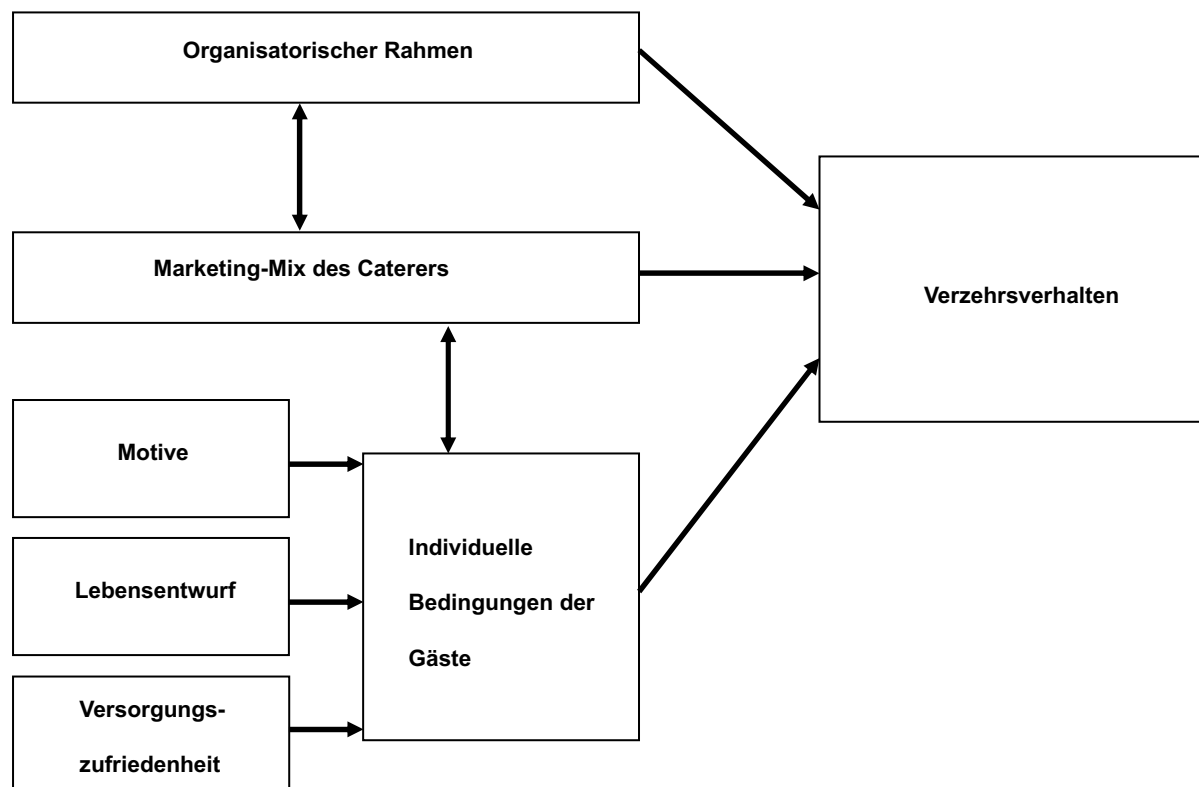 Organisatorischer Rahmen
Marketing-Mix des Caterers
Verzehrsverhalten
Motive
Individuelle
Bedingungen der
Gäste
Lebensentwurf
Versorgungs-
zufriedenheit